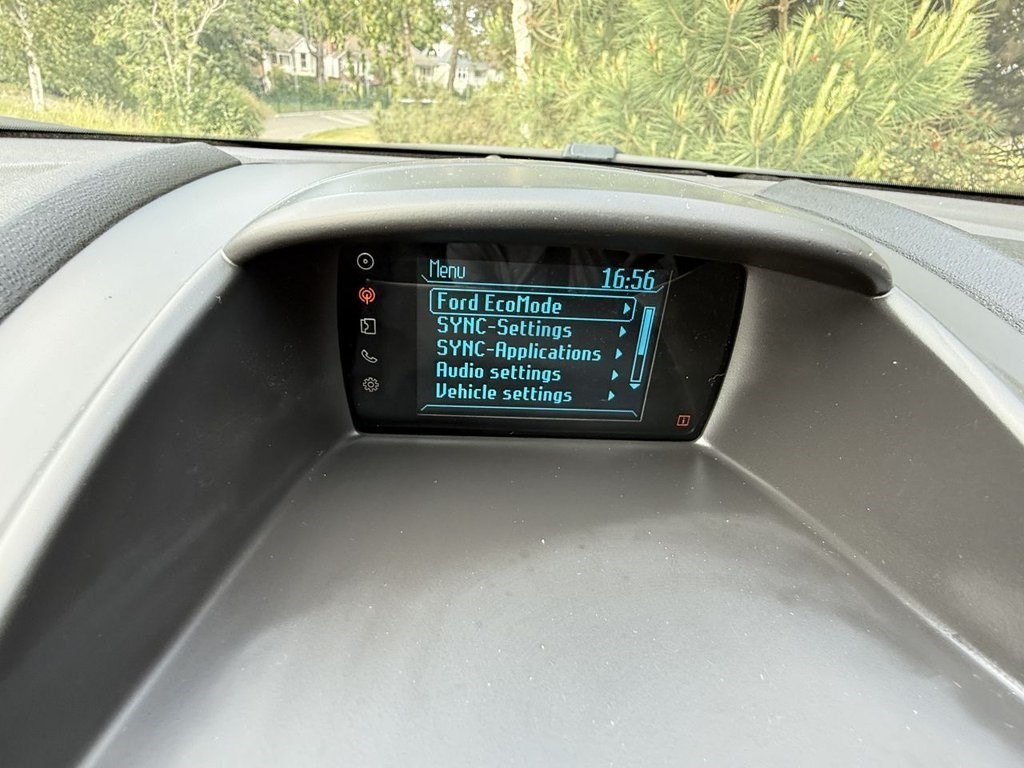 Menu 16:56
Ford EcoMode
SYNC-Settings
SYNC-Applications
Audio settings
Vehicle settings